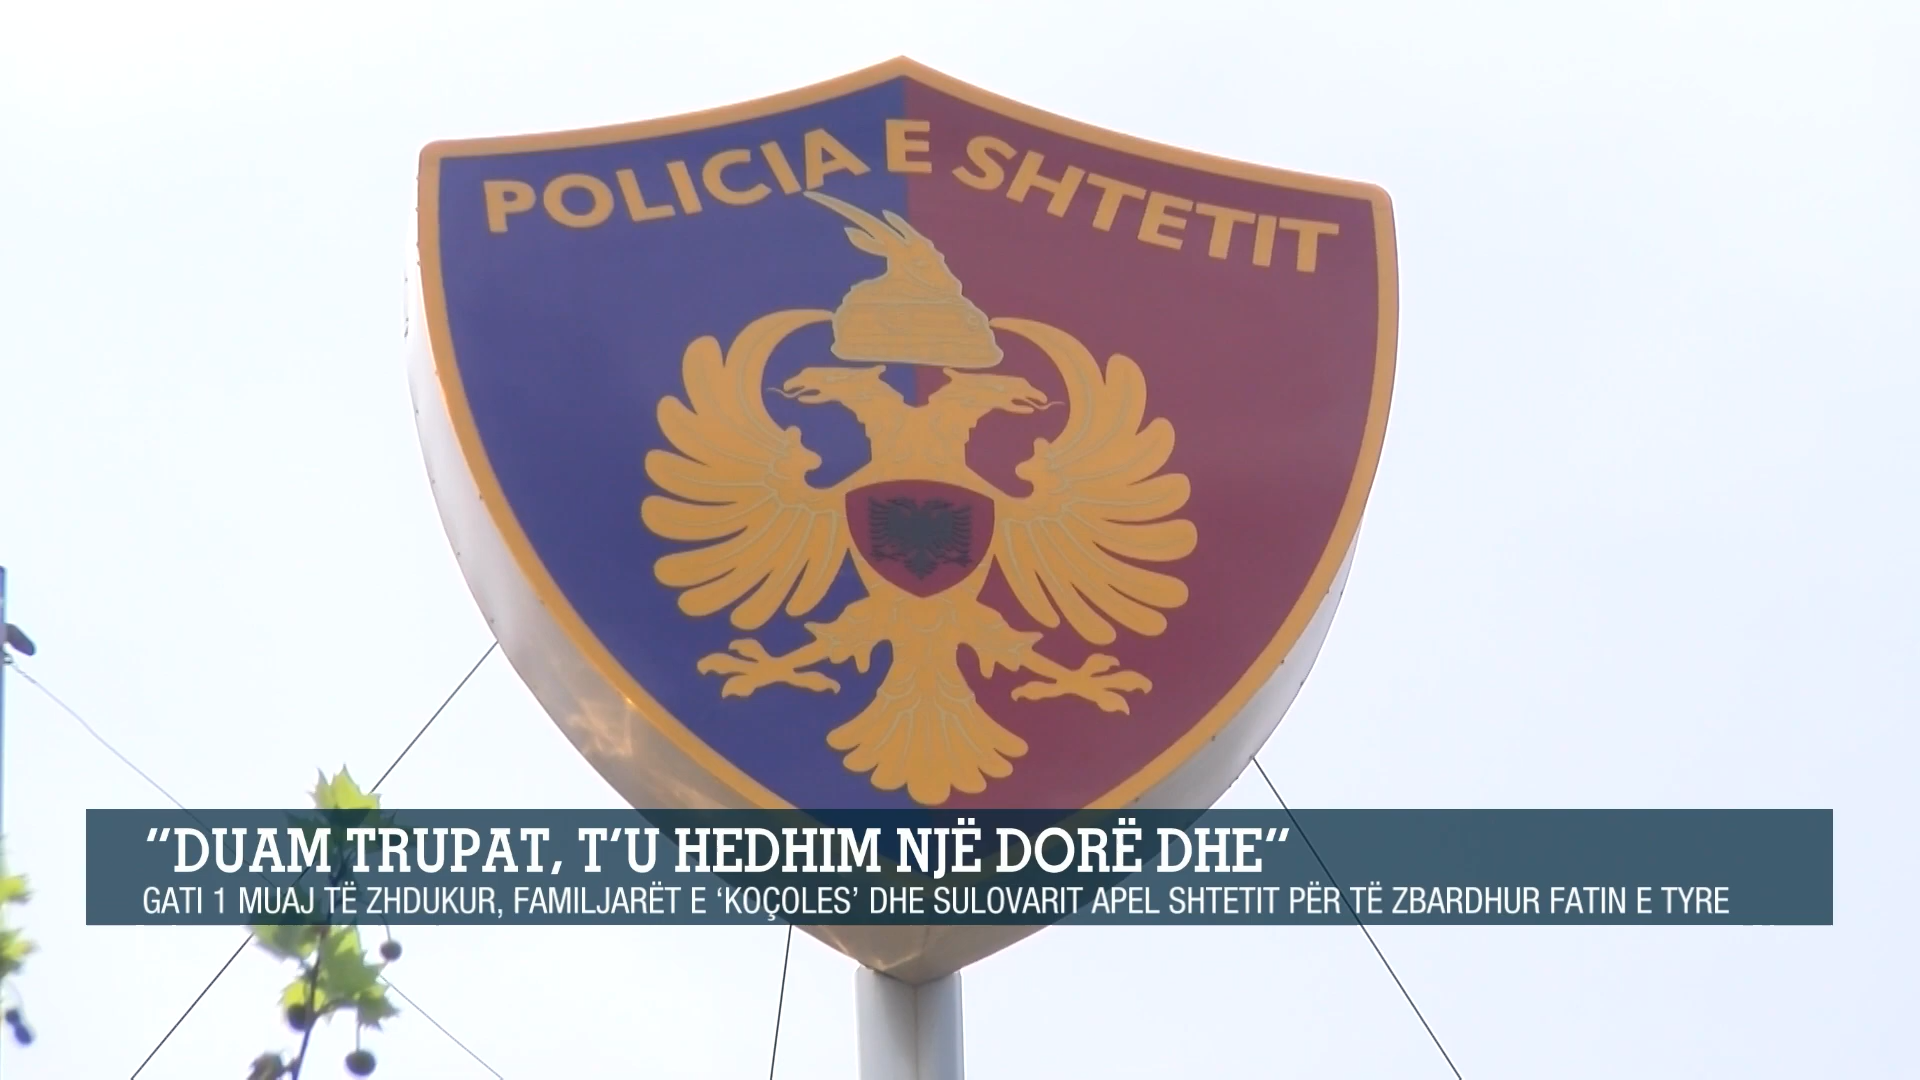 POLICIA E SHTETIT
“DUAM TRUPAT, T’U HEDHIM NJË DORË DHE”
GATI 1 MUAJ TË ZHDUKUR, FAMILJARËT E ‘KOÇOLES’ DHE SULOVARIT APEL SHTETIT PËR TË ZBARDHUR FATIN E TYRE